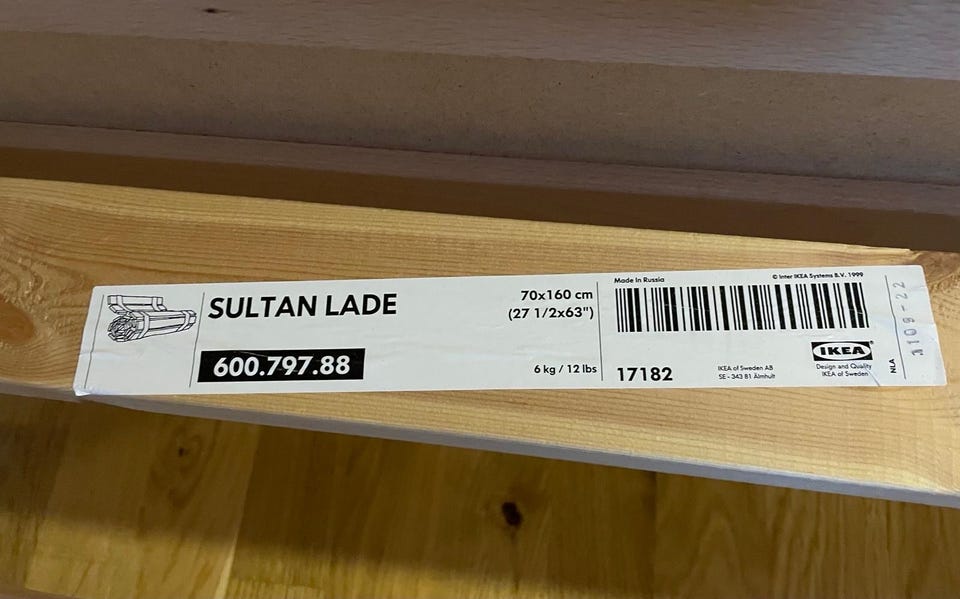 SULTAN LADE
600.797.88
70x160 cm
(27 1/2x63")
6 kg / 12 lbs
Made in Russia
© Inter IKEA Systems B.V. 1999
17182
IKEA of Sweden AB
SE - 343 81 Älmhult
IKEA
Design and Quality
IKEA of Sweden
NLA
3109-22